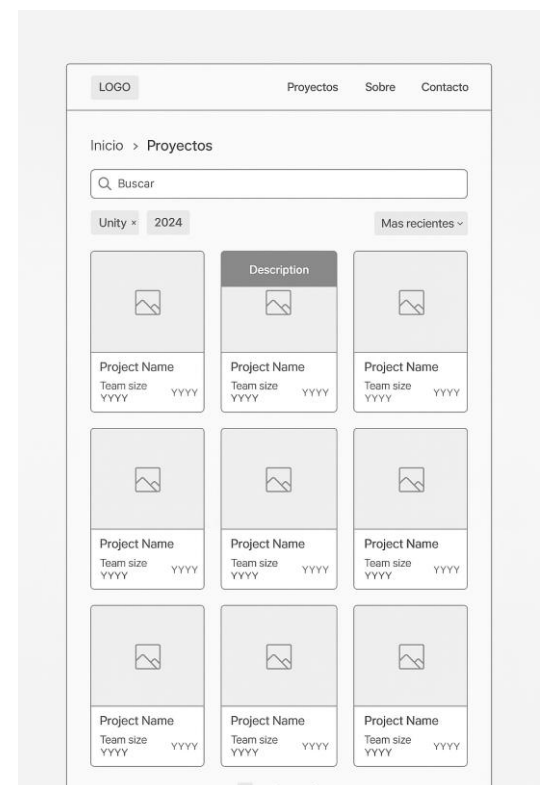 LOGO Proyectos Sobre Contacto
Inicio > Proyectos
Buscar
Unity × 2024 Mas recientes
Description
Project Name Project Name Project Name
Team size Team size Team size
YYYY YYYY YYYY YYYY YYYY YYYY
Project Name Project Name Project Name
Team size Team size Team size
YYYY YYYY YYYY YYYY YYYY YYYY
Project Name Project Name Project Name
Team size Team size Team size
YYYY YYYY YYYY YYYY YYYY YYYY